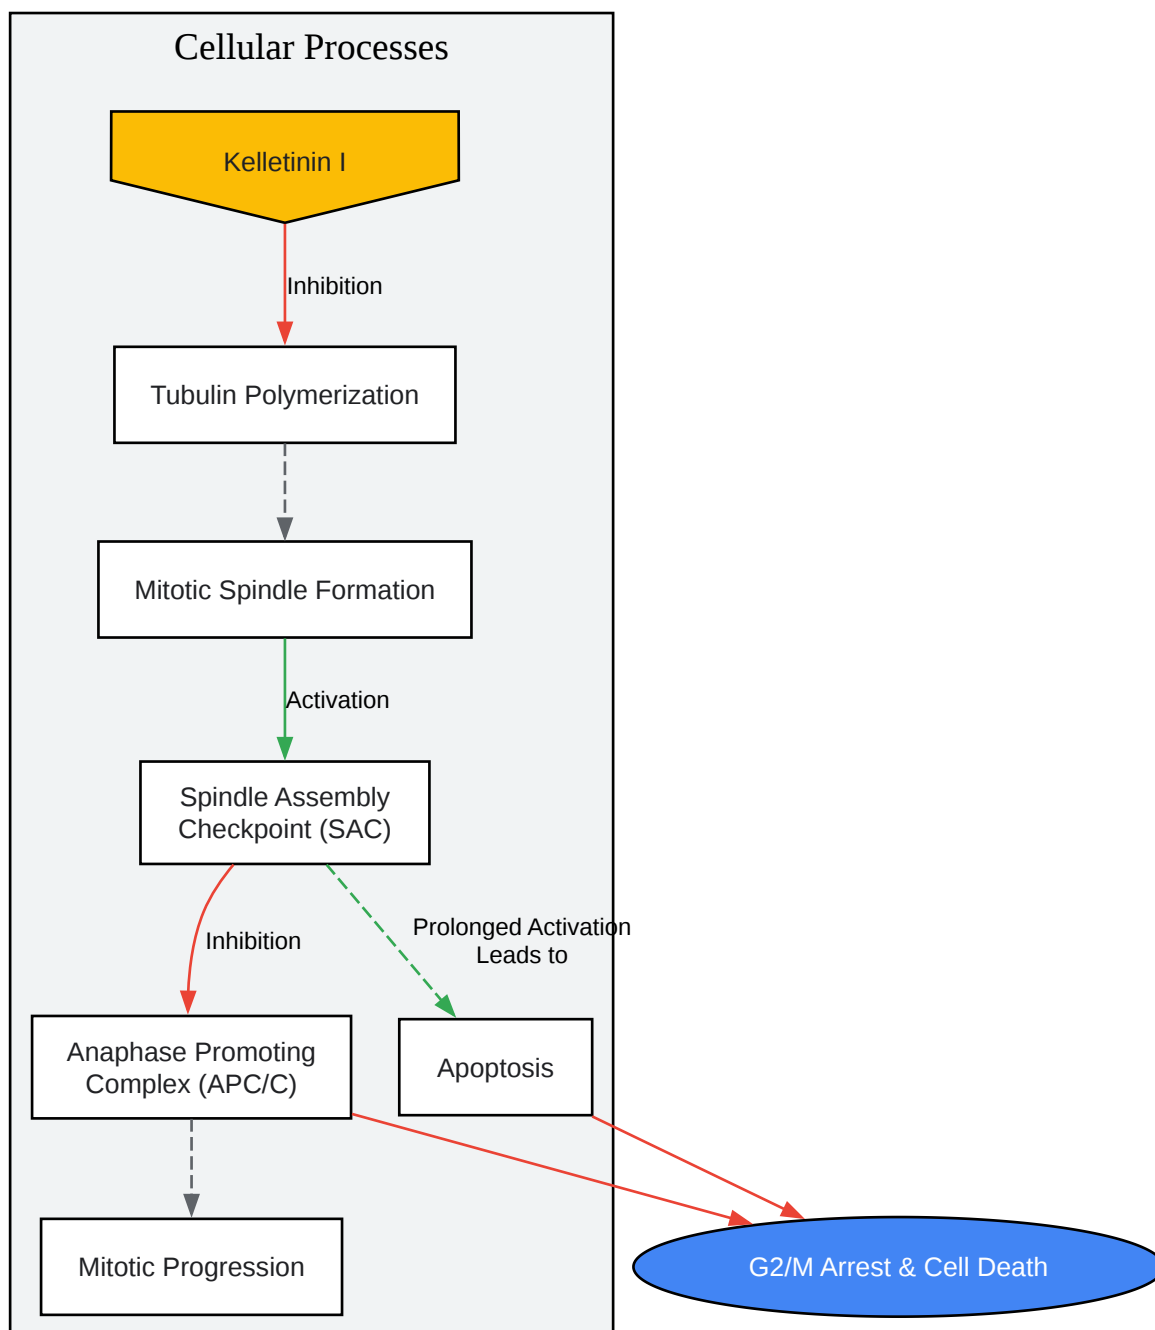 Cellular Processes
Kelletinin I
Inhibition
Tubulin Polymerization
Mitotic Spindle Formation
Activation
Spindle Assembly
Checkpoint (SAC)
Prolonged Activation
Leads to
Inhibition
Anaphase Promoting
Complex (APC/C)
Apoptosis
Mitotic Progression
G2/M Arrest & Cell Death